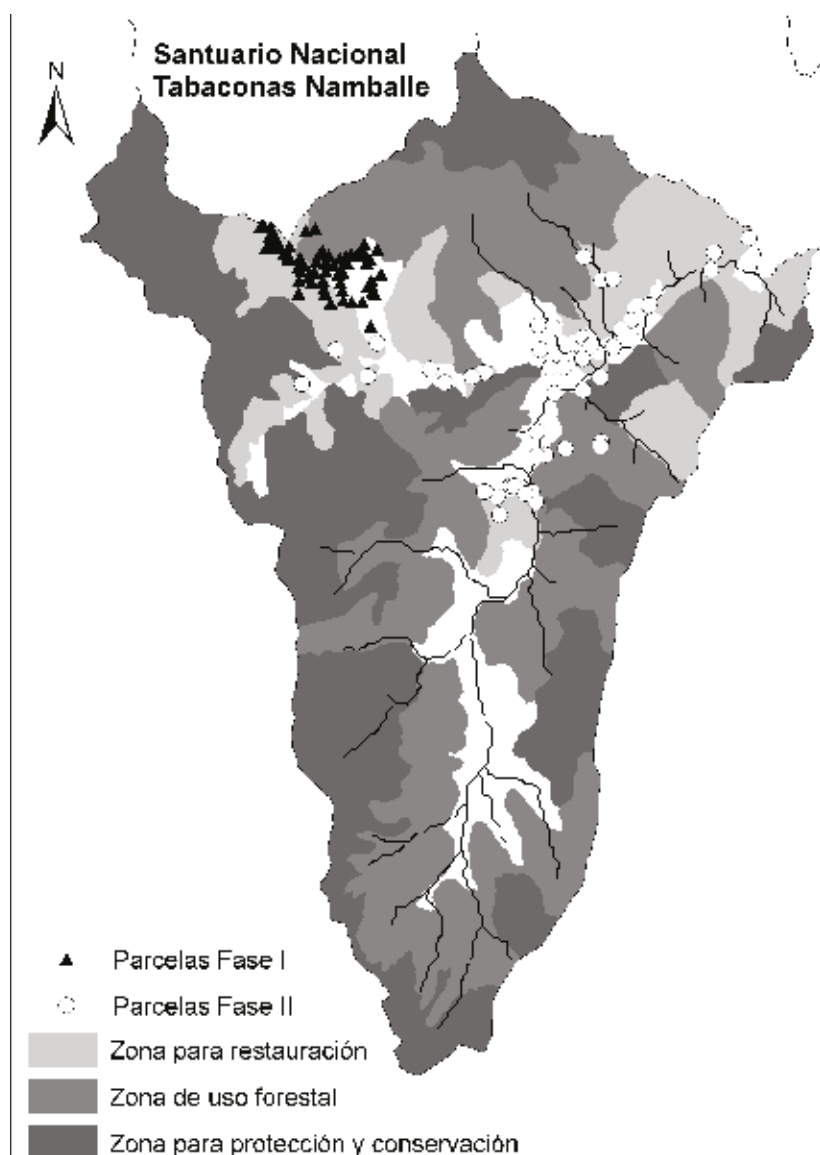 Santuario Nacional
Tabaconas Namballe
N
Parcelas Fase I
Parcelas Fase II
Zona para restauración
Zona de uso forestal
Zona para protección y conservación